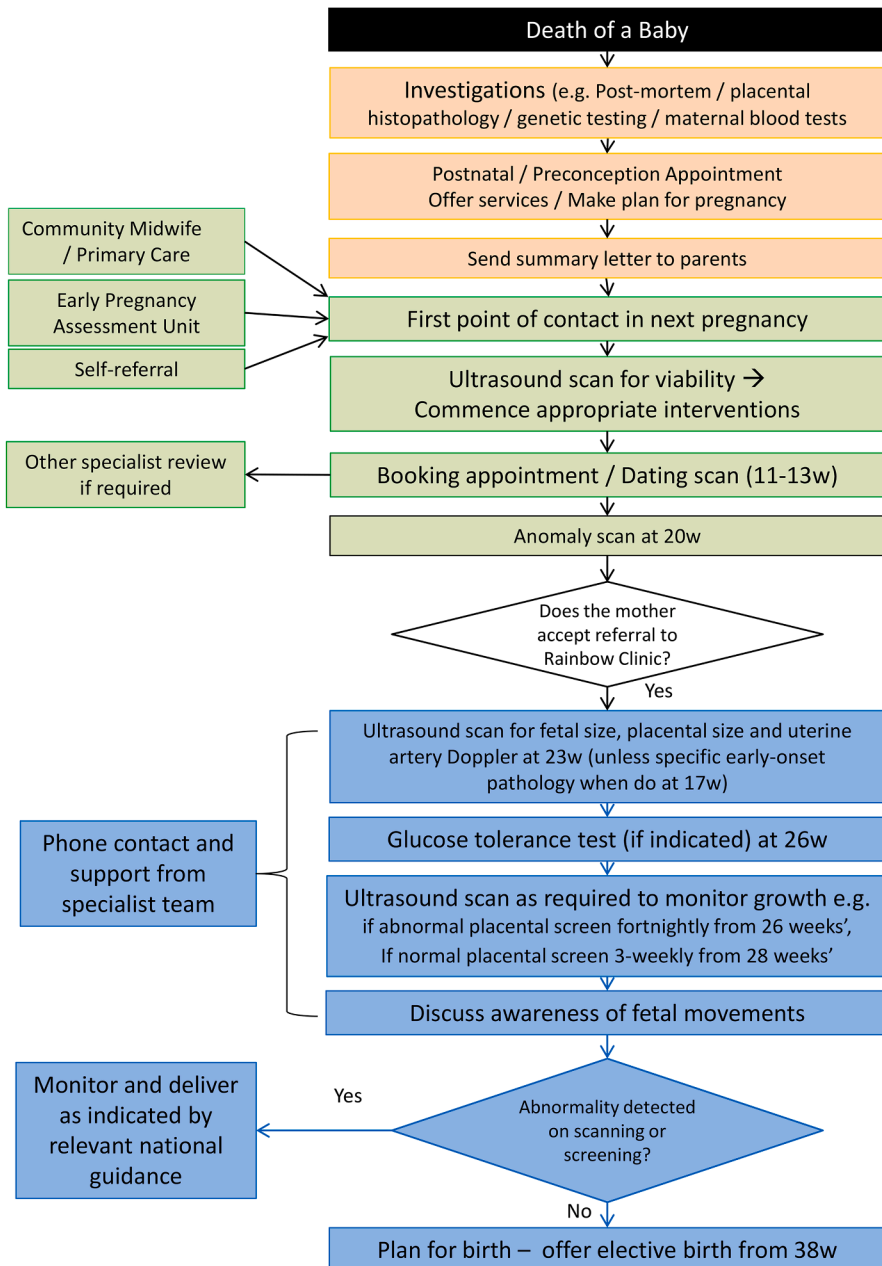 Death of a Baby
Investigations (e.g. Post-mortem / placental
histopathology / genetic testing / maternal blood tests
Postnatal / Preconception Appointment
Offer services / Make plan for pregnancy
Send summary letter to parents
Community Midwife
/ Primary Care
Early Pregnancy
Assessment Unit
Self-referral
First point of contact in next pregnancy
Ultrasound scan for viability →
Commence appropriate interventions
Booking appointment / Dating scan (11-13w)
Other specialist review
if required
Anomaly scan at 20w
Does the mother
accept referral to
Rainbow Clinic?
Yes
Ultrasound scan for fetal size, placental size and uterine
artery Doppler at 23w (unless specific early-onset
pathology when do at 17w)
Glucose tolerance test (if indicated) at 26w
Ultrasound scan as required to monitor growth e.g.
if abnormal placental screen fortnightly from 26 weeks’,
If normal placental screen 3-weekly from 28 weeks’
Discuss awareness of fetal movements
Phone contact and
support from
specialist team
Abnormality detected
on scanning or
screening?
Yes
Monitor and deliver
as indicated by
relevant national
guidance
No
Plan for birth – offer elective birth from 38w